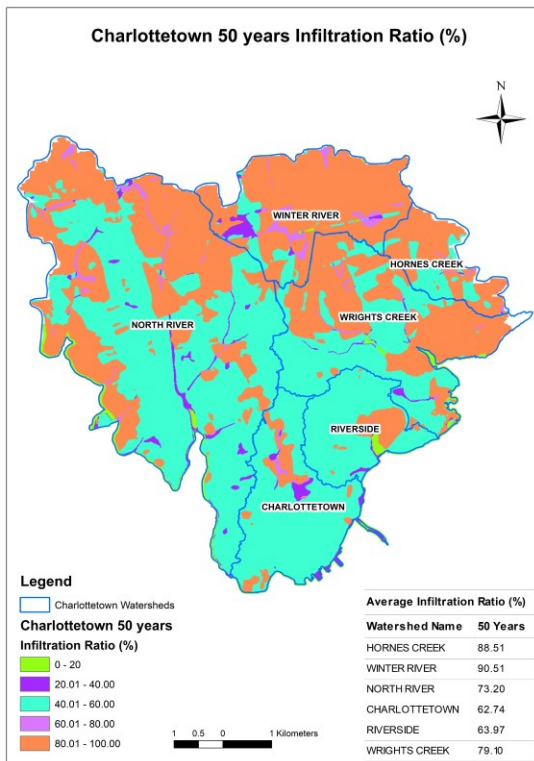 Charlottetown 50 years Infiltration Ratio (%)
N
WINTER RIVER
HORNES CREEK
NORTH RIVER
WRIGHTS CREEK
RIVERSIDE
CHARLOTTETOWN
Legend
Charlottetown Watersheds
Charlottetown 50 years
Infiltration Ratio (%)
0 - 20
20.01 - 40.00
40.01 - 60.00
60.01 - 80.00
80.01 - 100.00
1 0.5 0 1 Kilometers
Average Infiltration Ratio (%)
Watershed Name 50 Years
HORNES CREEK 88.51
WINTER RIVER 90.51
NORTH RIVER 73.20
CHARLOTTETOWN 62.74
RIVERSIDE 63.97
WRIGHTS CREEK 79.10